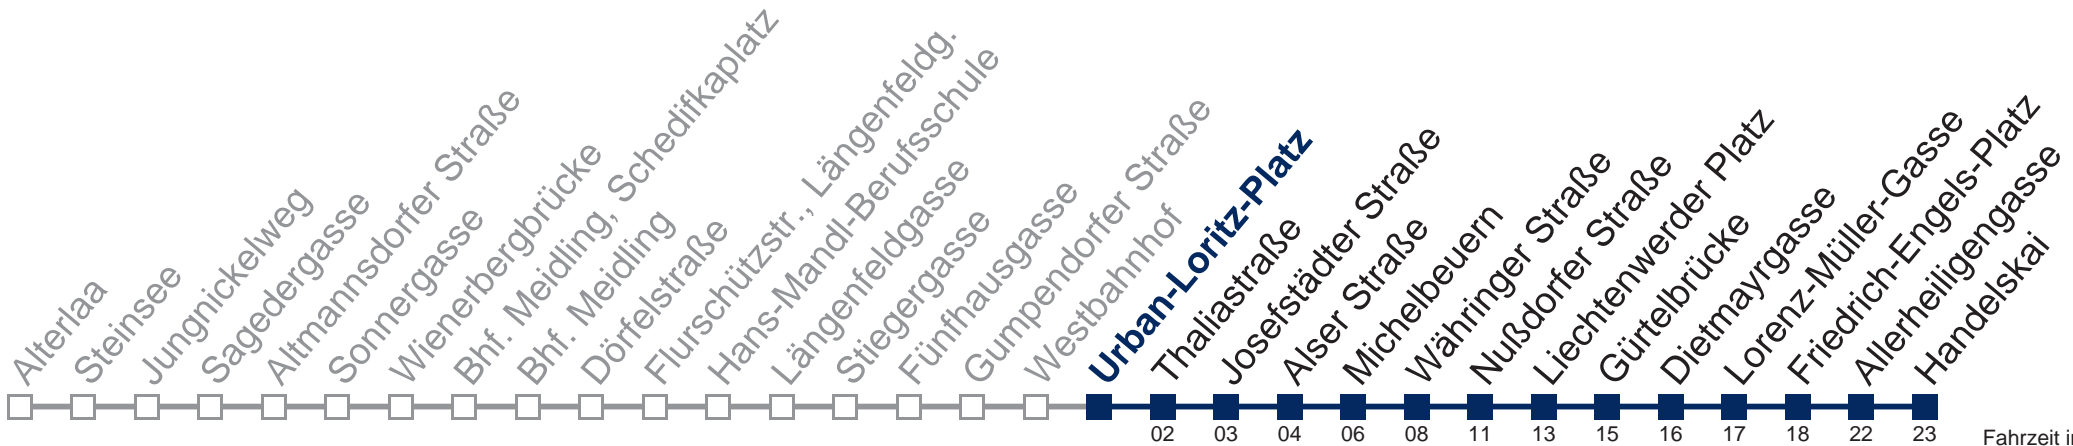 Alterlaa
Steinsee
Jungnickelweg
Sagedergasse
Altmannsdorfer Straße
Sonnergasse
Wienerbergbrücke
Bhf. Meidling, Schedifkaplatz
Bhf. Meidling
Dörfelstraße
Flurschützstr., Längenfeldg.
Hans-Mandl-Berufsschule
Längenfeldgasse
Stiegergasse
Fünfhausgasse
Gumpendorfer Straße
Westbahnhof
Urban-Loritz-Platz
Thaliastraße
Josefstädter Straße
Alser Straße
Michelbeuern
Währinger Straße
Nußdorfer Straße
Liechtenwerder Platz
Gürtelbrücke
Dietmayrgasse
Lorenz-Müller-Gasse
Friedrich-Engels-Platz
Allerheiligengasse
Handelskai
02 03 04 06 08 11 13 15 16 17 18 22 23 Fahrzeit in